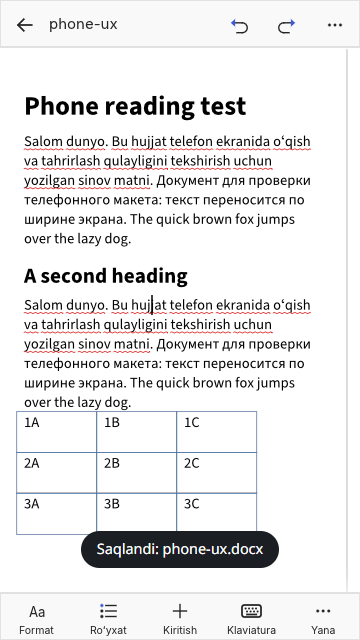 phone-ux
Phone reading test
Salom dunyo. Bu hujjat telefon ekranida oʻqish
va tahrirlash qulayligini tekshirish uchun
yozilgan sinov matni. Документ для проверки
телефонного макета: текст переносится по
ширине экрана. The quick brown fox jumps
over the lazy dog.
A second heading
Salom dunyo. Bu hujjat telefon ekranida oʻqish
va tahrirlash qulayligini tekshirish uchun
yozilgan sinov matni. Документ для проверки
телефонного макета: текст переносится по
ширине экрана. The quick brown fox jumps
over the lazy dog.
1A 1B 1C
2A 2B 2C
3A 3B 3C
Saqlandi: phone-ux.docx
Aa
Format Roʻyxat Kiritish Klaviatura Yana